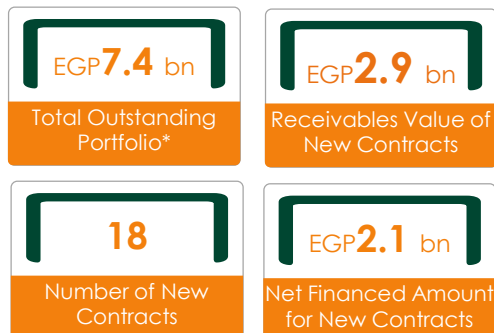 EGP7.4 bn
Total Outstanding
Portfolio*
EGP2.9 bn
Receivables Value of
New Contracts
18
Number of New
Contracts
EGP2.1 bn
Net Financed Amount
for New Contracts